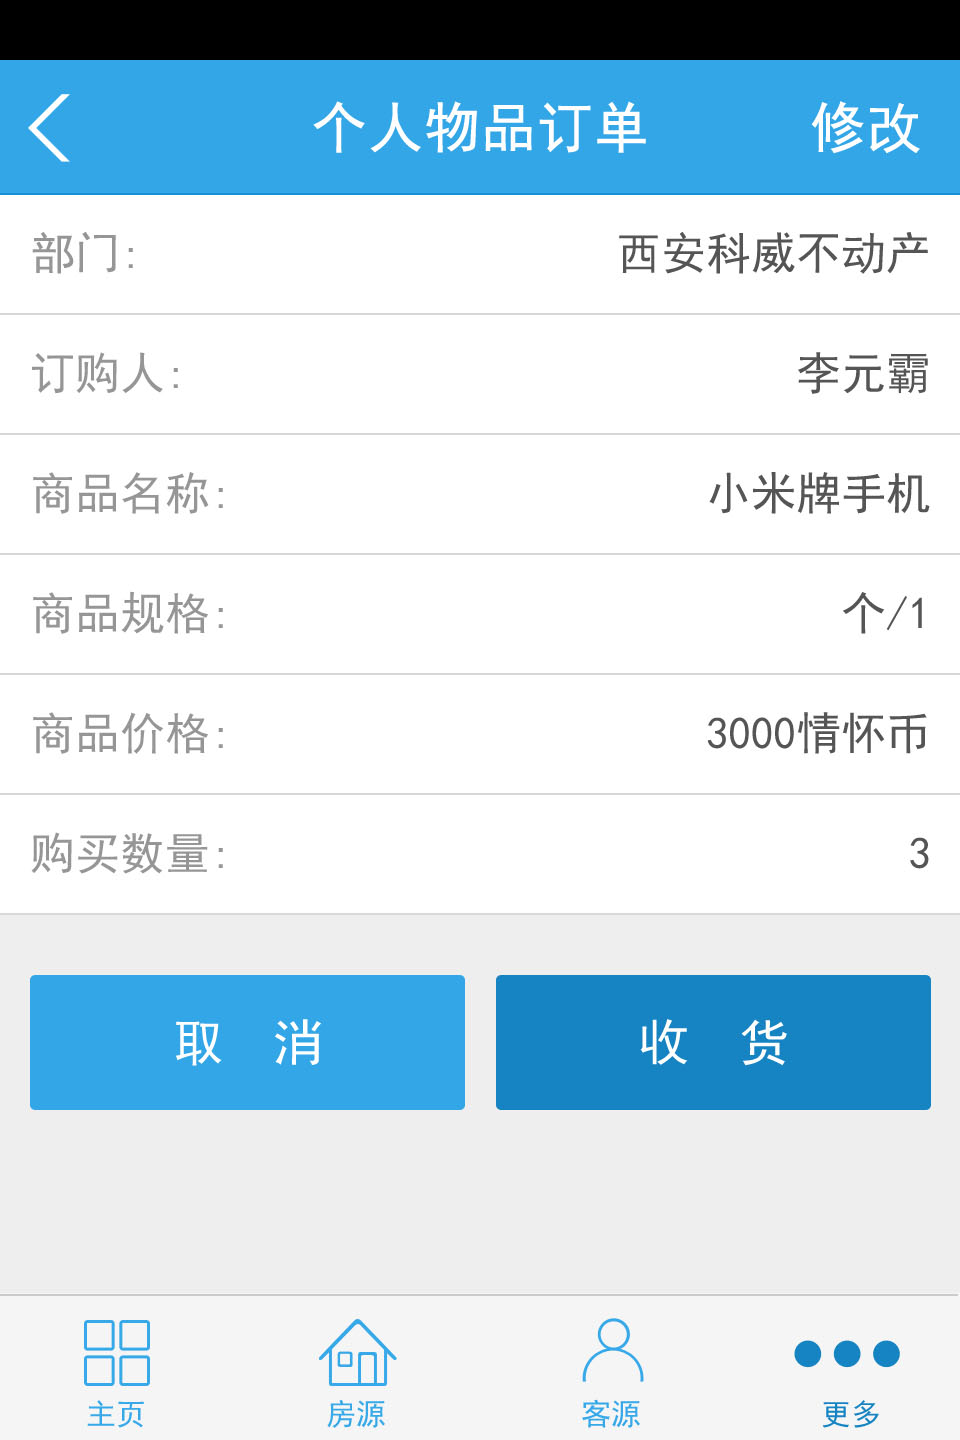 个人物品订单 修改
部门: 西安科威不动产
订购人: 李元霸
商品名称: 小米牌手机
商品规格: 个/1
商品价格: 3000情怀币
购买数量: 3
取 消 收 货
主页 房源 客源 更多